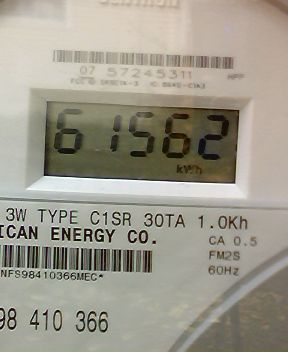 07 57245311 HPP
61562
kWh
3W TYPE C1SR 30TA 1.0Kh
ICAN ENERGY CO.
CA 0.5
FM2S
60Hz
NFS98410366MEC*
98 410 366